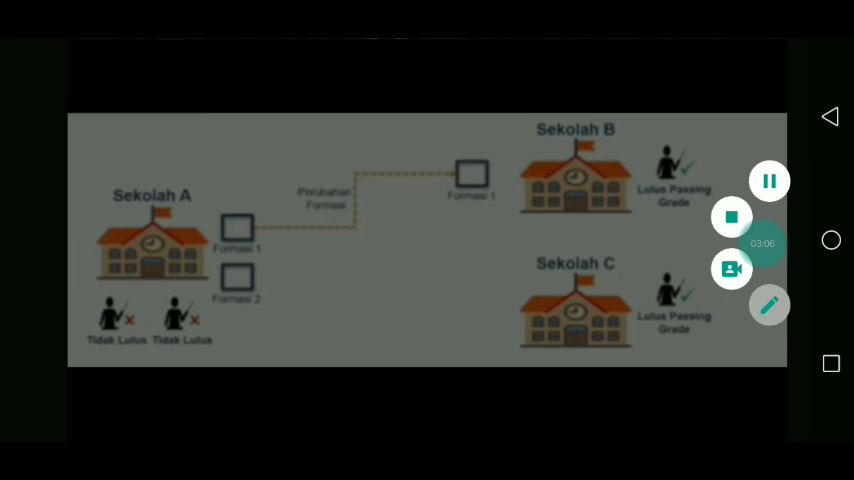 Sekolah A
Formasi 1
Formasi 2
Tidak Lulus Tidak Lulus
Perubahan
Formasi
Formasi 1
Sekolah B
Lulus Passing
Grade
Sekolah C
Lulus Passing
Grade
03:06